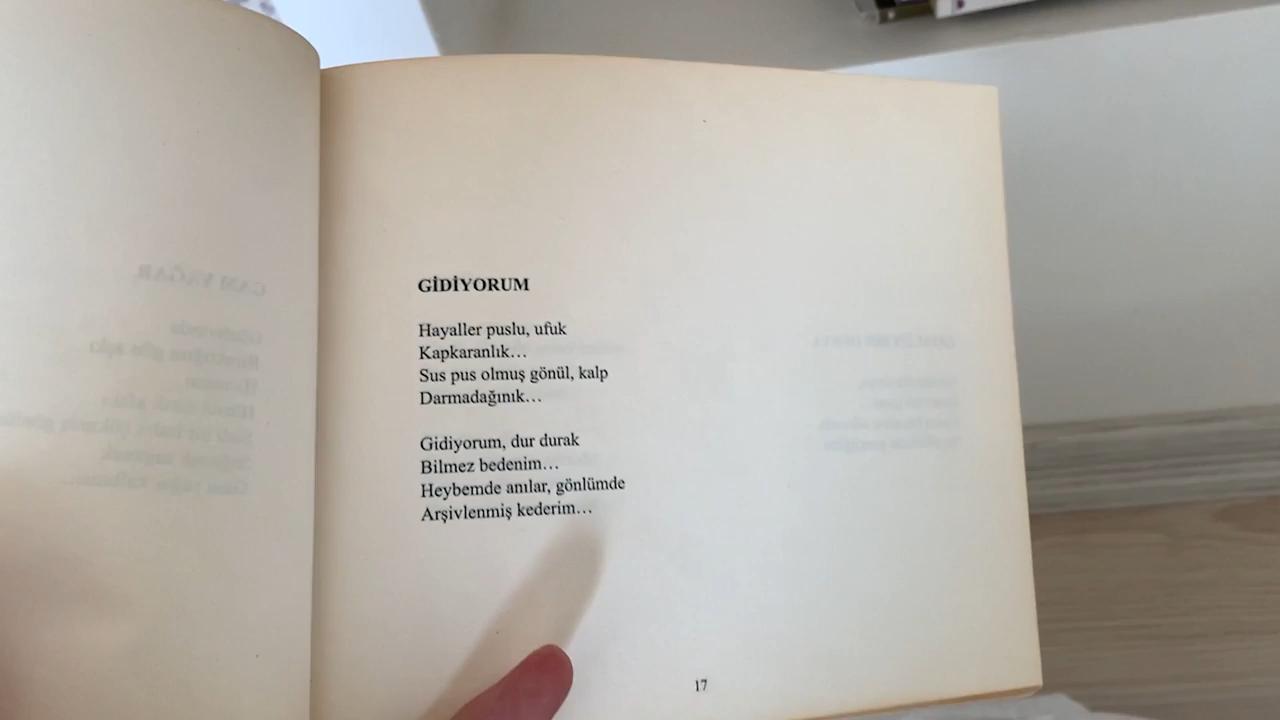 GİDİYORUM
Hayaller puslu, ufuk
Kapkaranlık…
Sus pus olmuş gönül, kalp
Darmadağınık…
Gidiyorum, dur durak
Bilmez bedenim…
Heybemde anılar, gönlümde
Arşivlenmiş kederim…
17